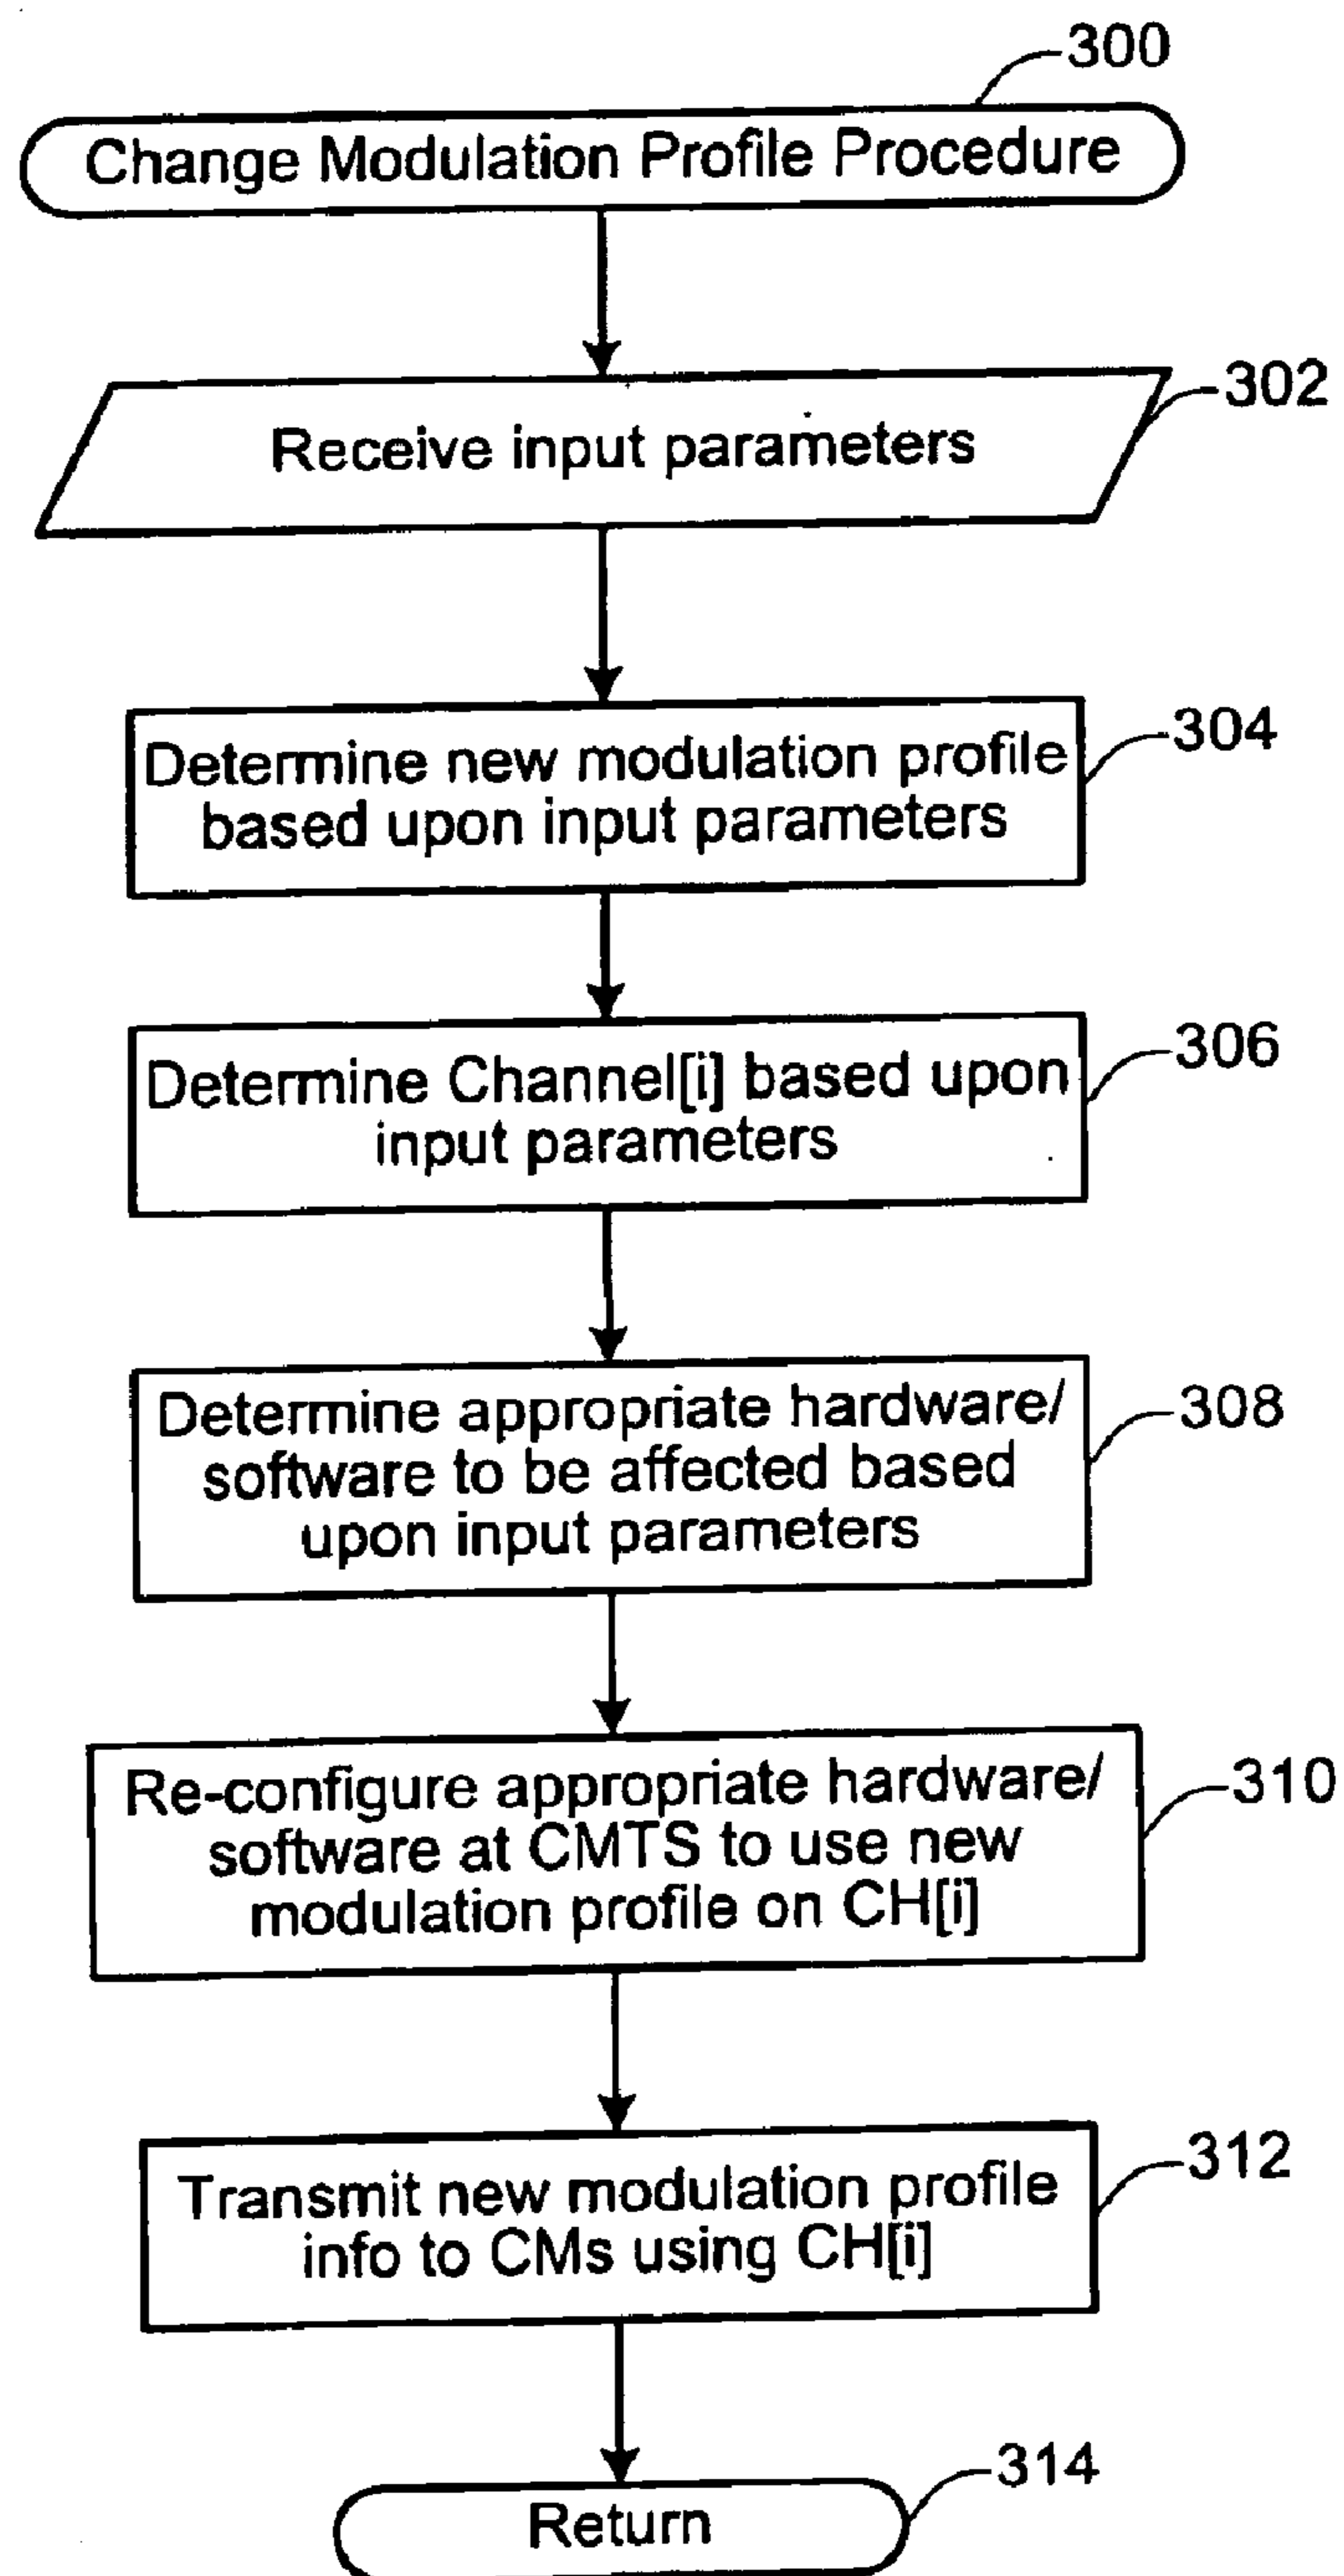 300
Change Modulation Profile Procedure
302
Receive input parameters
304
Determine new modulation profile
based upon input parameters
306
Determine Channel[i] based upon
input parameters
308
Determine appropriate hardware/
software to be affected based
upon input parameters
310
Re-configure appropriate hardware/
software at CMTS to use new
modulation profile on CH[i]
312
Transmit new modulation profile
info to CMs using CH[i]
314
Return